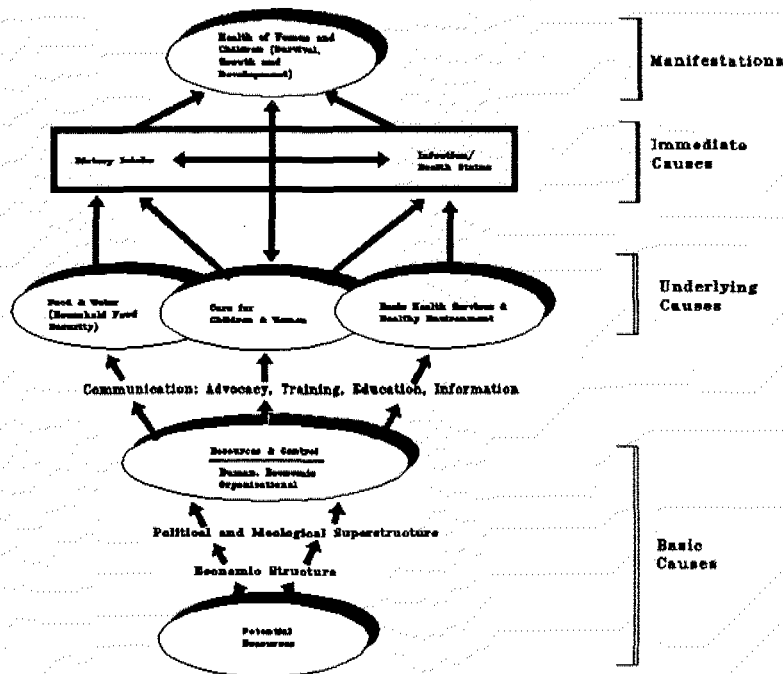 Health of Women and
Children (Survival,
Growth and
Development)
Manifestations
Dietary Intake
Infection/
Health Status
Immediate
Causes
Food & Water
(Household Food
Security)
Care for
Children & Women
Basic Health Services &
Healthy Environment
Underlying
Causes
Communication: Advocacy, Training, Education, Information
Resources & Control
Human, Economic
Organisational
Political and Ideological Superstructure
Economic Structure
Basic
Causes
Potential
Resources